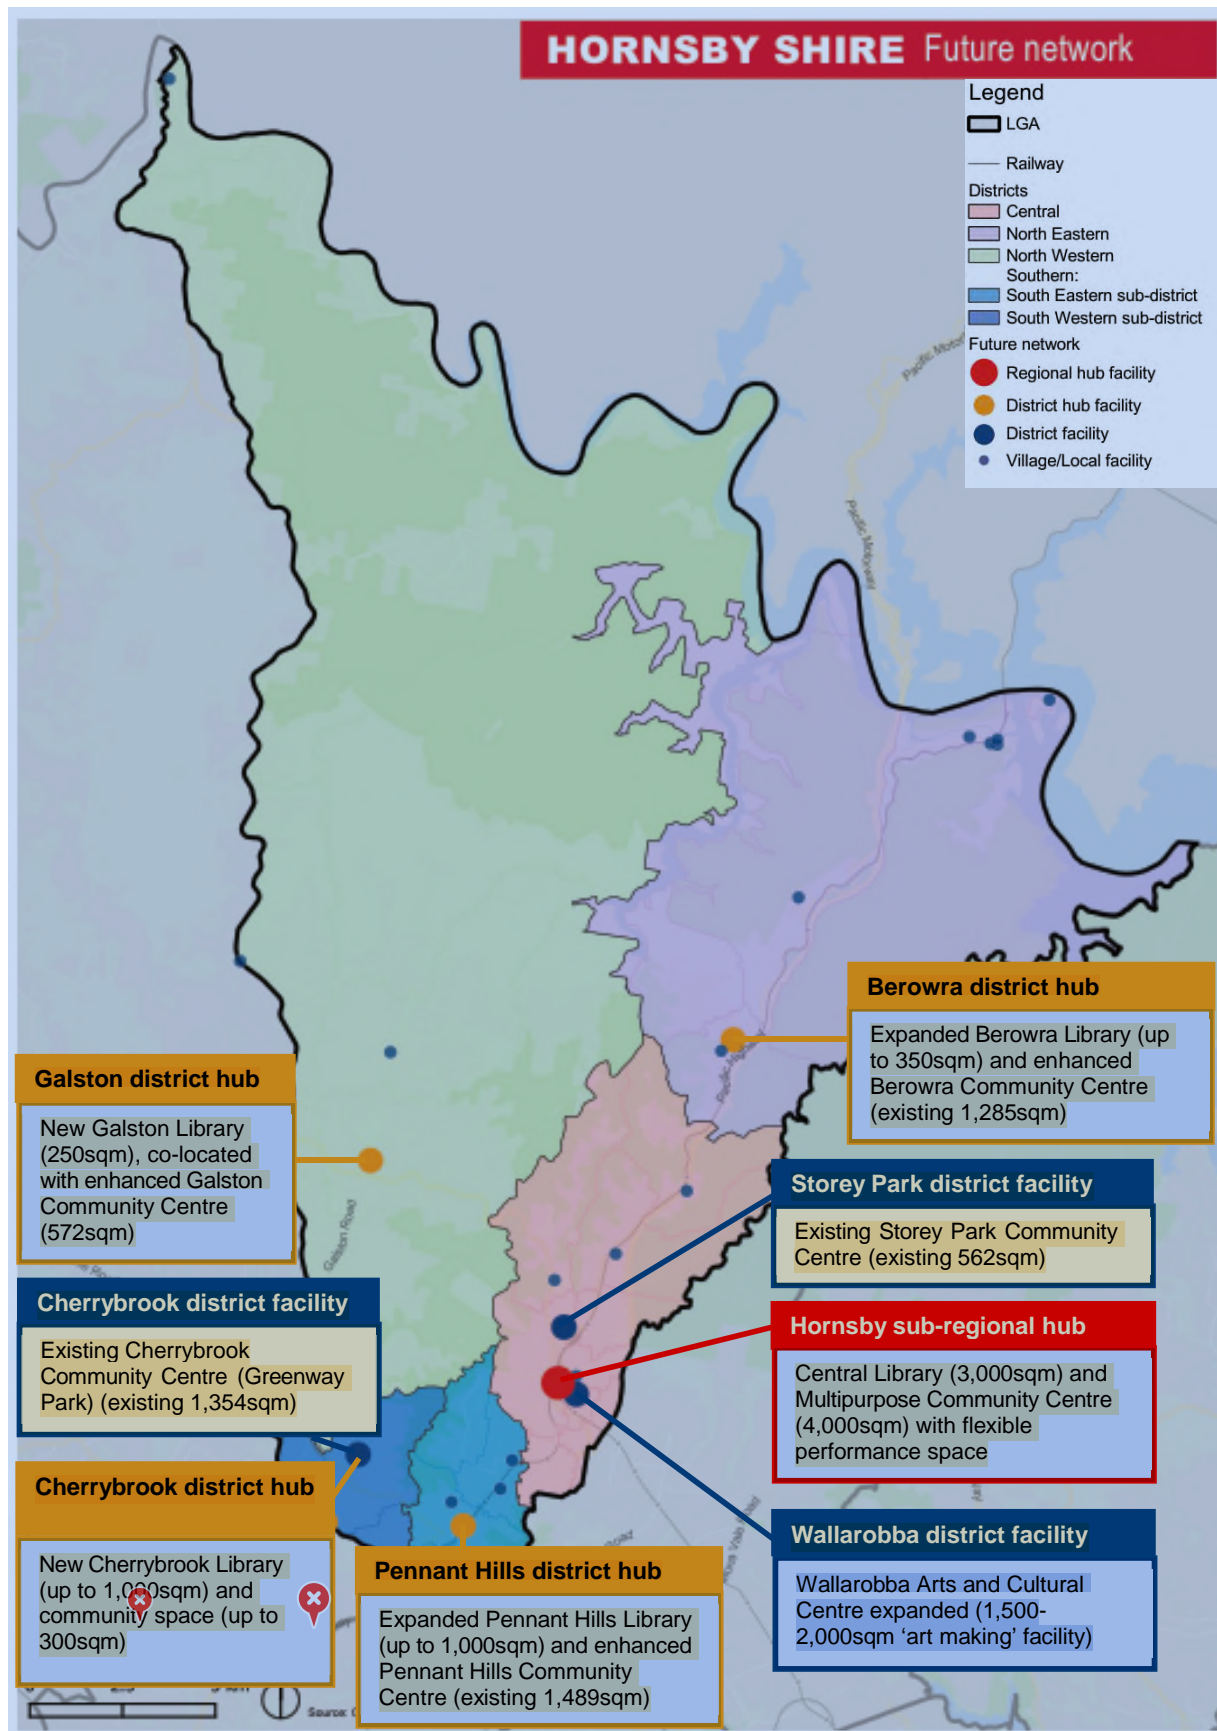 HORNSBY SHIRE Future network
Legend
LGA
Railway
Districts
Central
North Eastern
North Western
Southern:
South Eastern sub-district
South Western sub-district
Future network
Regional hub facility
District hub facility
District facility
Village/Local facility
Pacific Motor
Pacific Motorway
Berowra district hub
Expanded Berowra Library (up
to 350sqm) and enhanced
Berowra Community Centre
(existing 1,285sqm)
Galston district hub
New Galston Library
(250sqm), co-located
with enhanced Galston
Community Centre
(572sqm)
Galston Road
Storey Park district facility
Existing Storey Park Community
Centre (existing 562sqm)
Cherrybrook district facility
Existing Cherrybrook
Community Centre (Greenway
Park) (existing 1,354sqm)
Hornsby sub-regional hub
Central Library (3,000sqm) and
Multipurpose Community Centre
(4,000sqm) with flexible
performance space
Cherrybrook district hub
New Cherrybrook Library
(up to 1,000sqm) and
community space (up to
300sqm)
Wallarobba district facility
Wallarobba Arts and Cultural
Centre expanded (1,500-
2,000sqm ‘art making’ facility)
Pennant Hills district hub
Expanded Pennant Hills Library
(up to 1,000sqm) and enhanced
Pennant Hills Community
Centre (existing 1,489sqm)
Source: